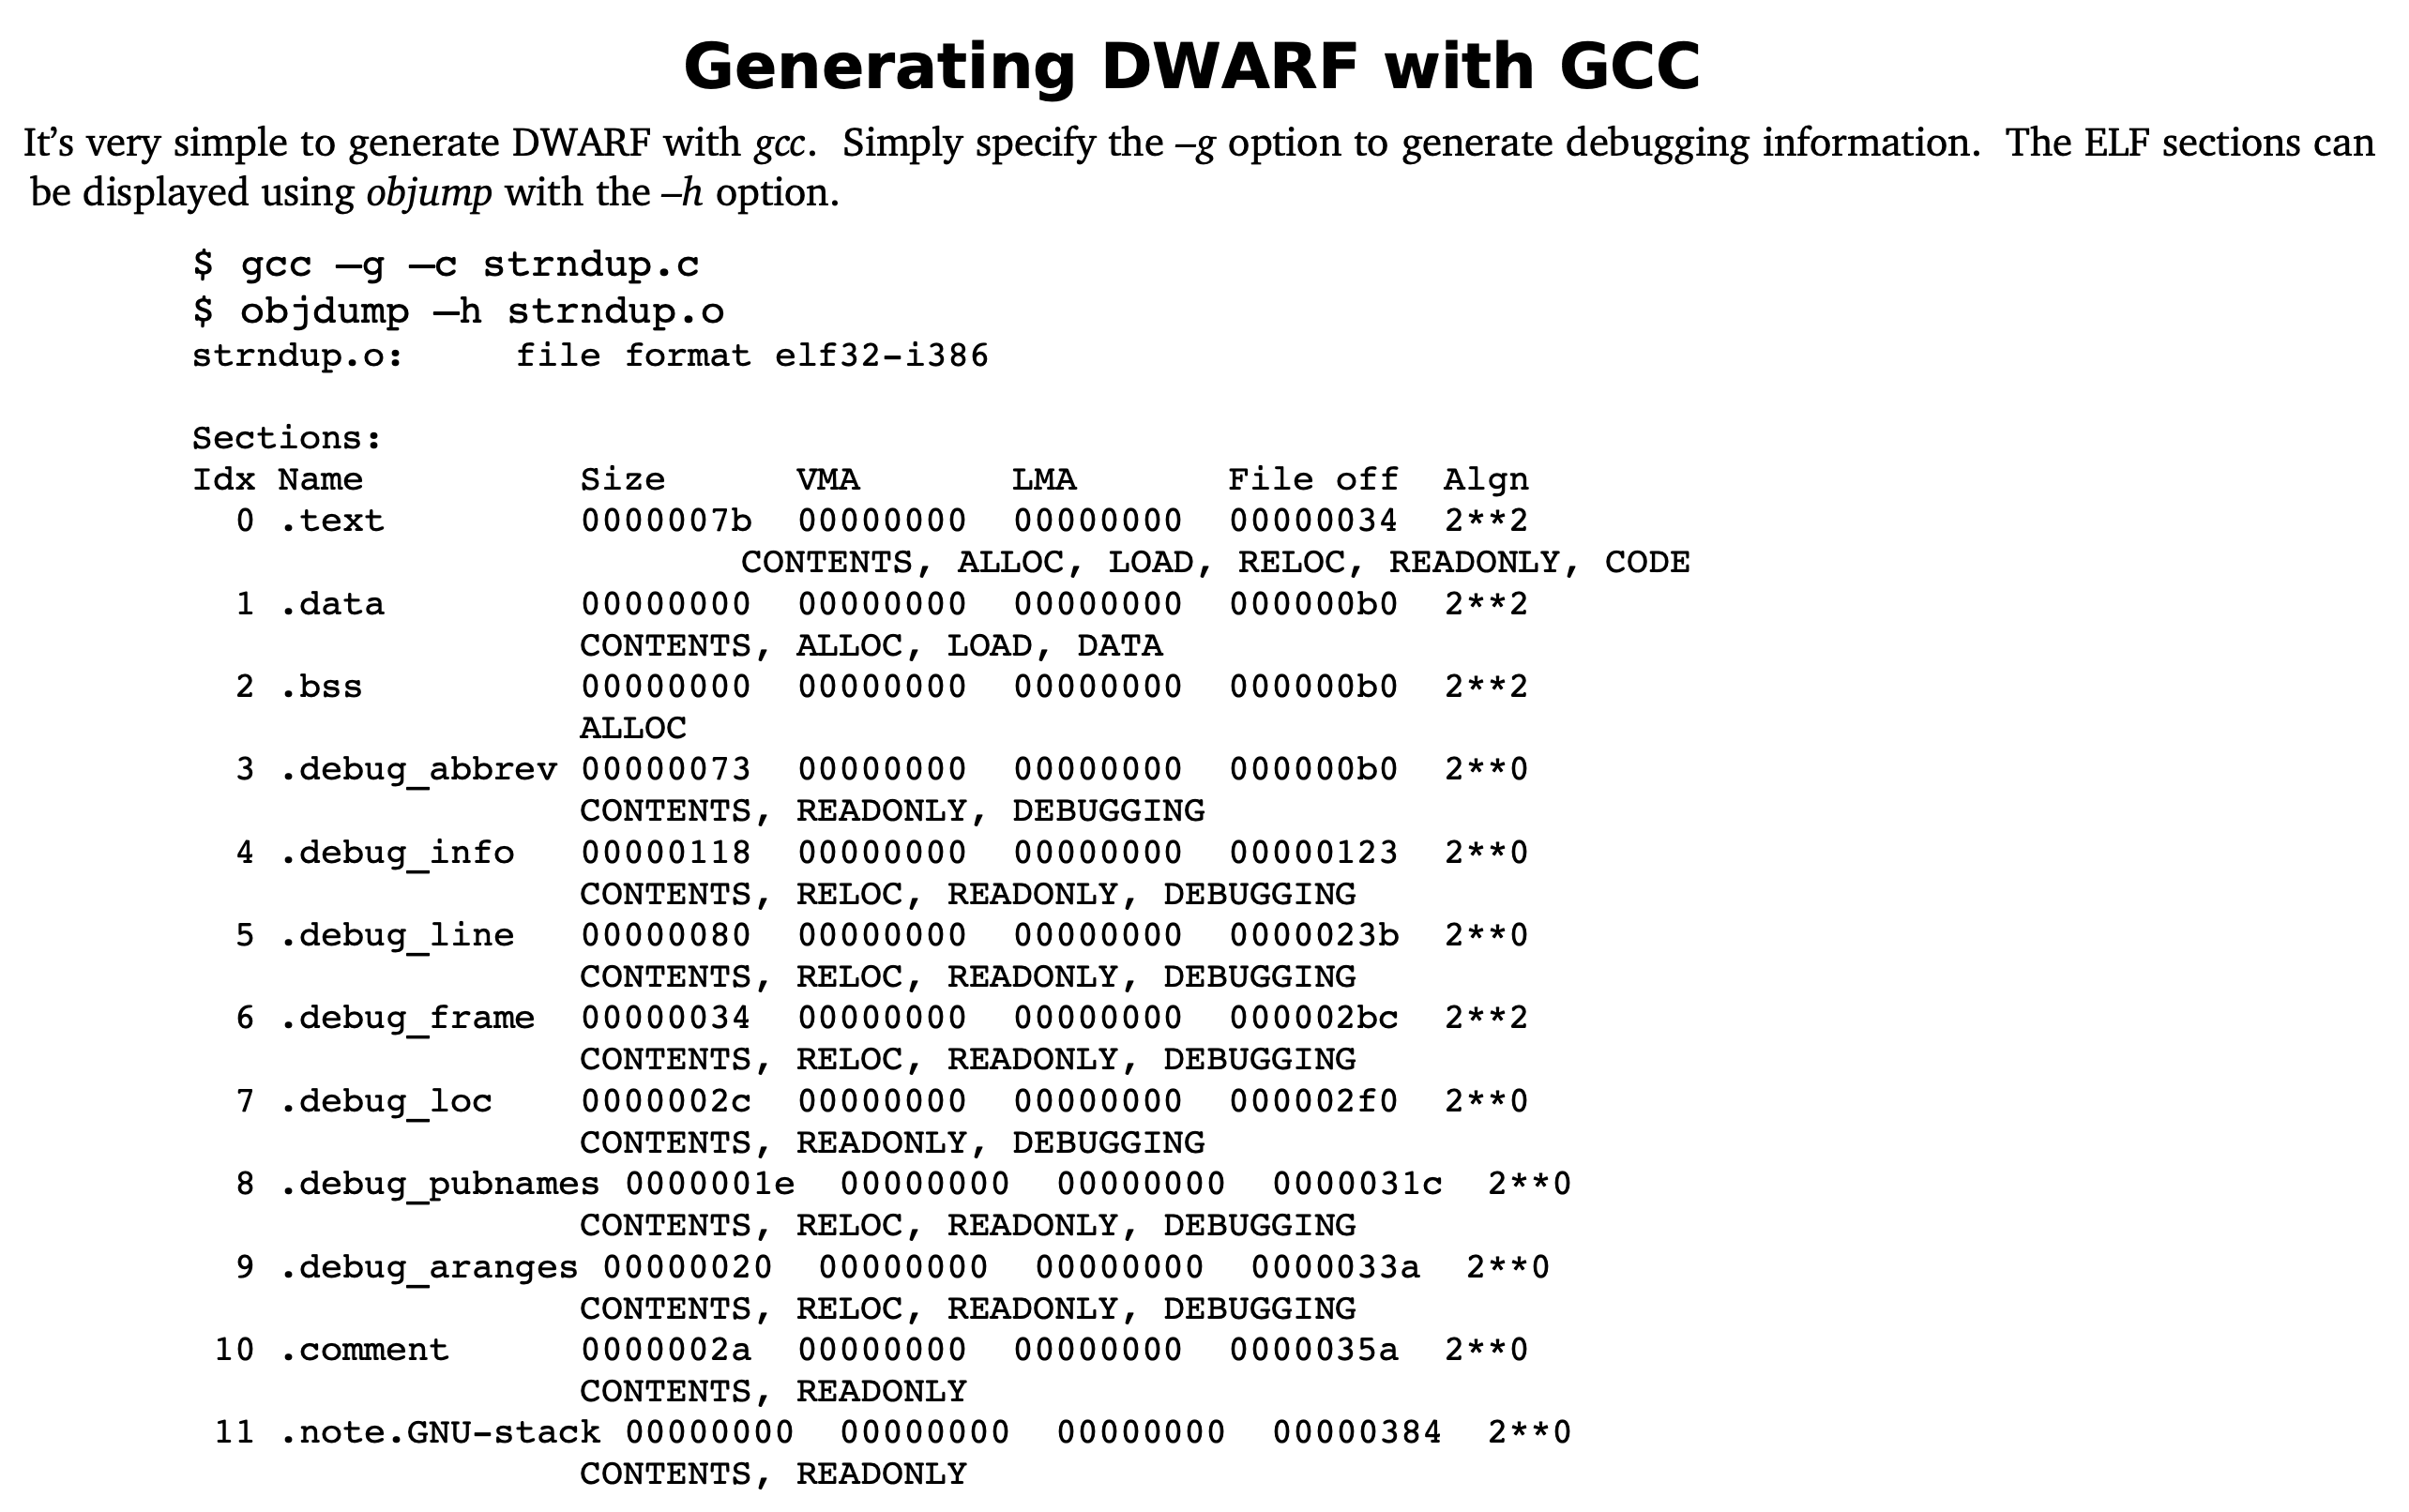 Generating DWARF with GCC
It’s very simple to generate DWARF with gcc.  Simply specify the –g option to generate debugging information.  The ELF sections can
be displayed using objump with the –h option.
$ gcc –g –c strndup.c
$ objdump –h strndup.o
strndup.o:     file format elf32-i386
Sections:
Idx Name          Size      VMA       LMA       File off  Algn
  0 .text         0000007b  00000000  00000000  00000034  2**2
                  CONTENTS, ALLOC, LOAD, RELOC, READONLY, CODE
  1 .data         00000000  00000000  00000000  000000b0  2**2
                  CONTENTS, ALLOC, LOAD, DATA
  2 .bss          00000000  00000000  00000000  000000b0  2**2
                  ALLOC
  3 .debug_abbrev 00000073  00000000  00000000  000000b0  2**0
                  CONTENTS, READONLY, DEBUGGING
  4 .debug_info   00000118  00000000  00000000  00000123  2**0
                  CONTENTS, RELOC, READONLY, DEBUGGING
  5 .debug_line   00000080  00000000  00000000  0000023b  2**0
                  CONTENTS, RELOC, READONLY, DEBUGGING
  6 .debug_frame  00000034  00000000  00000000  000002bc  2**2
                  CONTENTS, RELOC, READONLY, DEBUGGING
  7 .debug_loc    0000002c  00000000  00000000  000002f0  2**0
                  CONTENTS, READONLY, DEBUGGING
  8 .debug_pubnames 0000001e  00000000  00000000  0000031c  2**0
                  CONTENTS, RELOC, READONLY, DEBUGGING
  9 .debug_aranges 00000020  00000000  00000000  0000033a  2**0
                  CONTENTS, RELOC, READONLY, DEBUGGING
 10 .comment      0000002a  00000000  00000000  0000035a  2**0
                  CONTENTS, READONLY
 11 .note.GNU-stack 00000000  00000000  00000000  00000384  2**0
                  CONTENTS, READONLY